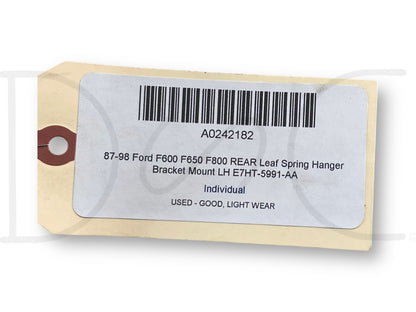 A0242182
87-98 Ford F600 F650 F800 REAR Leaf Spring Hanger
Bracket Mount LH E7HT-5991-AA
Individual
USED - GOOD, LIGHT WEAR